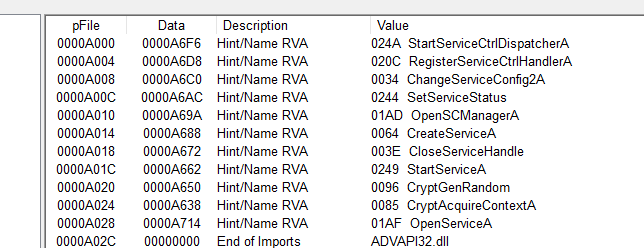 pFile Data Description Value
0000A000 0000A6F6 Hint/Name RVA 024A StartServiceCtrlDispatcherA
0000A004 0000A6D8 Hint/Name RVA 020C RegisterServiceCtrlHandlerA
0000A008 0000A6C0 Hint/Name RVA 0034 ChangeServiceConfig2A
0000A00C 0000A6AC Hint/Name RVA 0244 SetServiceStatus
0000A010 0000A69A Hint/Name RVA 01AD OpenSCManagerA
0000A014 0000A688 Hint/Name RVA 0064 CreateServiceA
0000A018 0000A672 Hint/Name RVA 003E CloseServiceHandle
0000A01C 0000A662 Hint/Name RVA 0249 StartServiceA
0000A020 0000A650 Hint/Name RVA 0096 CryptGenRandom
0000A024 0000A638 Hint/Name RVA 0085 CryptAcquireContextA
0000A028 0000A714 Hint/Name RVA 01AF OpenServiceA
0000A02C 00000000 End of Imports ADVAPI32.dll